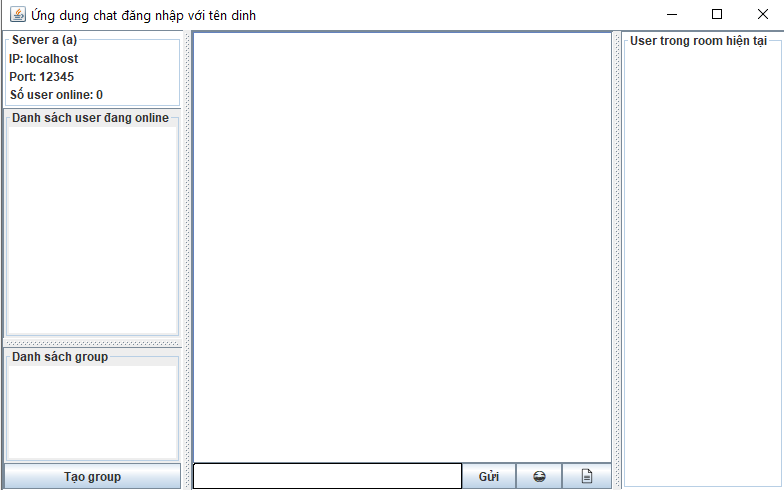 Ứng dụng chat đăng nhập với tên dinh
Server a (a)
IP: localhost
Port: 12345
Số user online: 0
Danh sách user đang online
Danh sách group
Tạo group
Gửi
User trong room hiện tại